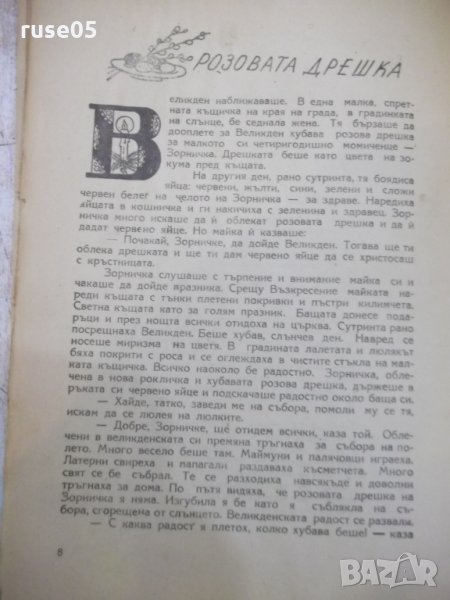 ruse05
РОЗОВАТА ДРЕШКА
Великден наближаваше. В една малка, спрет-
ната къщичка на края на града, в градинката
на слънце, бе седнала жена. Тя бързаше да
дооплете за Великден хубава розова дрешка
за малкото си четиригодишно момиченце —
Зорничка. Дрешката беше като цвета на зо-
кума пред къщата.
На другия ден, рано сутринта, тя боядиса
яйца: червени, жълти, сини, зелени и сложи
червен белег на челото на Зорничка — за здраве. Наредиха
яйцата в кошничка и ги накичиха с зеленина и здравец. Зор-
ничка много искаше да й облекат розовата дрешка и да й
дадат червено яйце. Но майка й казваше:
— Почакай, Зорничке, да дойде Великден. Тогава ще ти
облека дрешката и ще ти дам червено яйце да се христосаш
с кръстницата.
Зорничка слушаше с търпение и внимание майка си и
чакаше да дойде вразника. Срещу Възкресение майката на-
реди къщата с тънки плетени покривки и пъстри килимчета.
Светна къщата като за голям празник. Бащата донесе пода-
ръци и през нощта всички отидоха на църква. Сутринта рано
посрещнаха Великден. Беше хубав, слънчев ден. Навред се
носеше миризма на цветя. В градината лалетата и люлякът
бяха покрити с роса и се оглеждаха в чистите стъкла на мал-
ката къщичка. Всичко наоколо бе радостно. Зорничка, обле-
чена в нова рокличка и хубавата розова дрешка, държеше в
ръката си червено яйце и подскачаше радостно около баща си.
— Хайде, татко, заведи ме на събора, помоли му се тя,
искам да се люлея на люлките.
— Добре, Зорничке, ще отидем всички, каза той. Обле-
чени в великденската си премяна тръгнаха за събора на по-
лето. Много весело беше там. Маймуни и палячовци играеха.
Латерни свиреха и папагали раздаваха късметчета. Много
свят се бе събрал. Те се разходиха навсякъде и доволни
тръгнаха за дома. По пътя видяха, че розовата дрешка на
Зорничка я няма. Изгубила я бе като я съблякла на съ-
бора, сгорещена от слънцето. Великденската радост се развали.
— С каква радост я плетох, колко хубава беше! — каза
8
BAZAR.BG